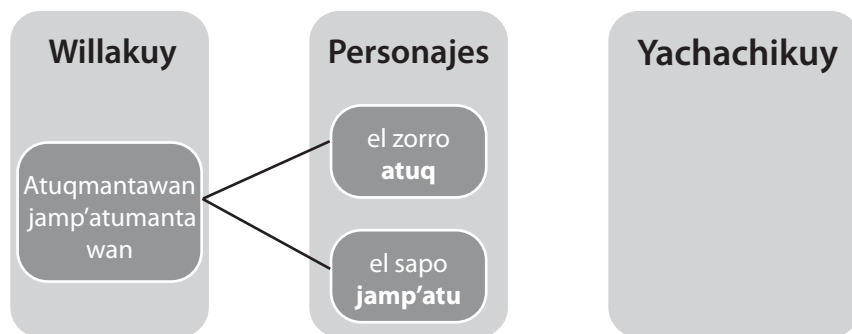 Willakuy
Personajes
Yachachikuy
Atuqmantawan
jamp'atumanta
wan
el zorro
atuq
el sapo
jamp'atu